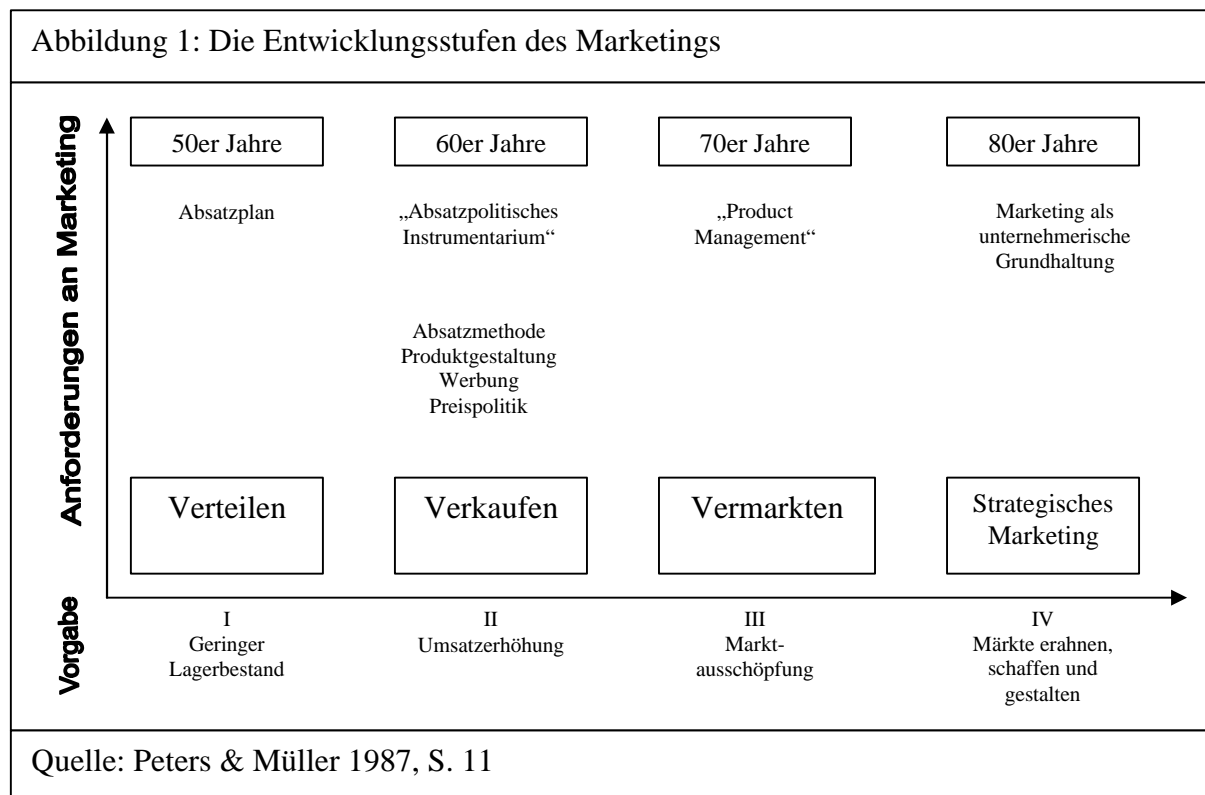 Abbildung 1: Die Entwicklungsstufen des Marketings
Anforderungen an Marketing
50er Jahre
60er Jahre
70er Jahre
80er Jahre
Absatzplan
„Absatzpolitisches
Instrumentarium“
„Product
Management“
Marketing als
unternehmerische
Grundhaltung
Absatzmethode
Produktgestaltung
Werbung
Preispolitik
Verteilen
Verkaufen
Vermarkten
Strategisches
Marketing
Vorgabe
I
Geringer
Lagerbestand
II
Umsatzerhöhung
III
Markt-
ausschöpfung
IV
Märkte erahnen,
schaffen und
gestalten
Quelle: Peters & Müller 1987, S. 11